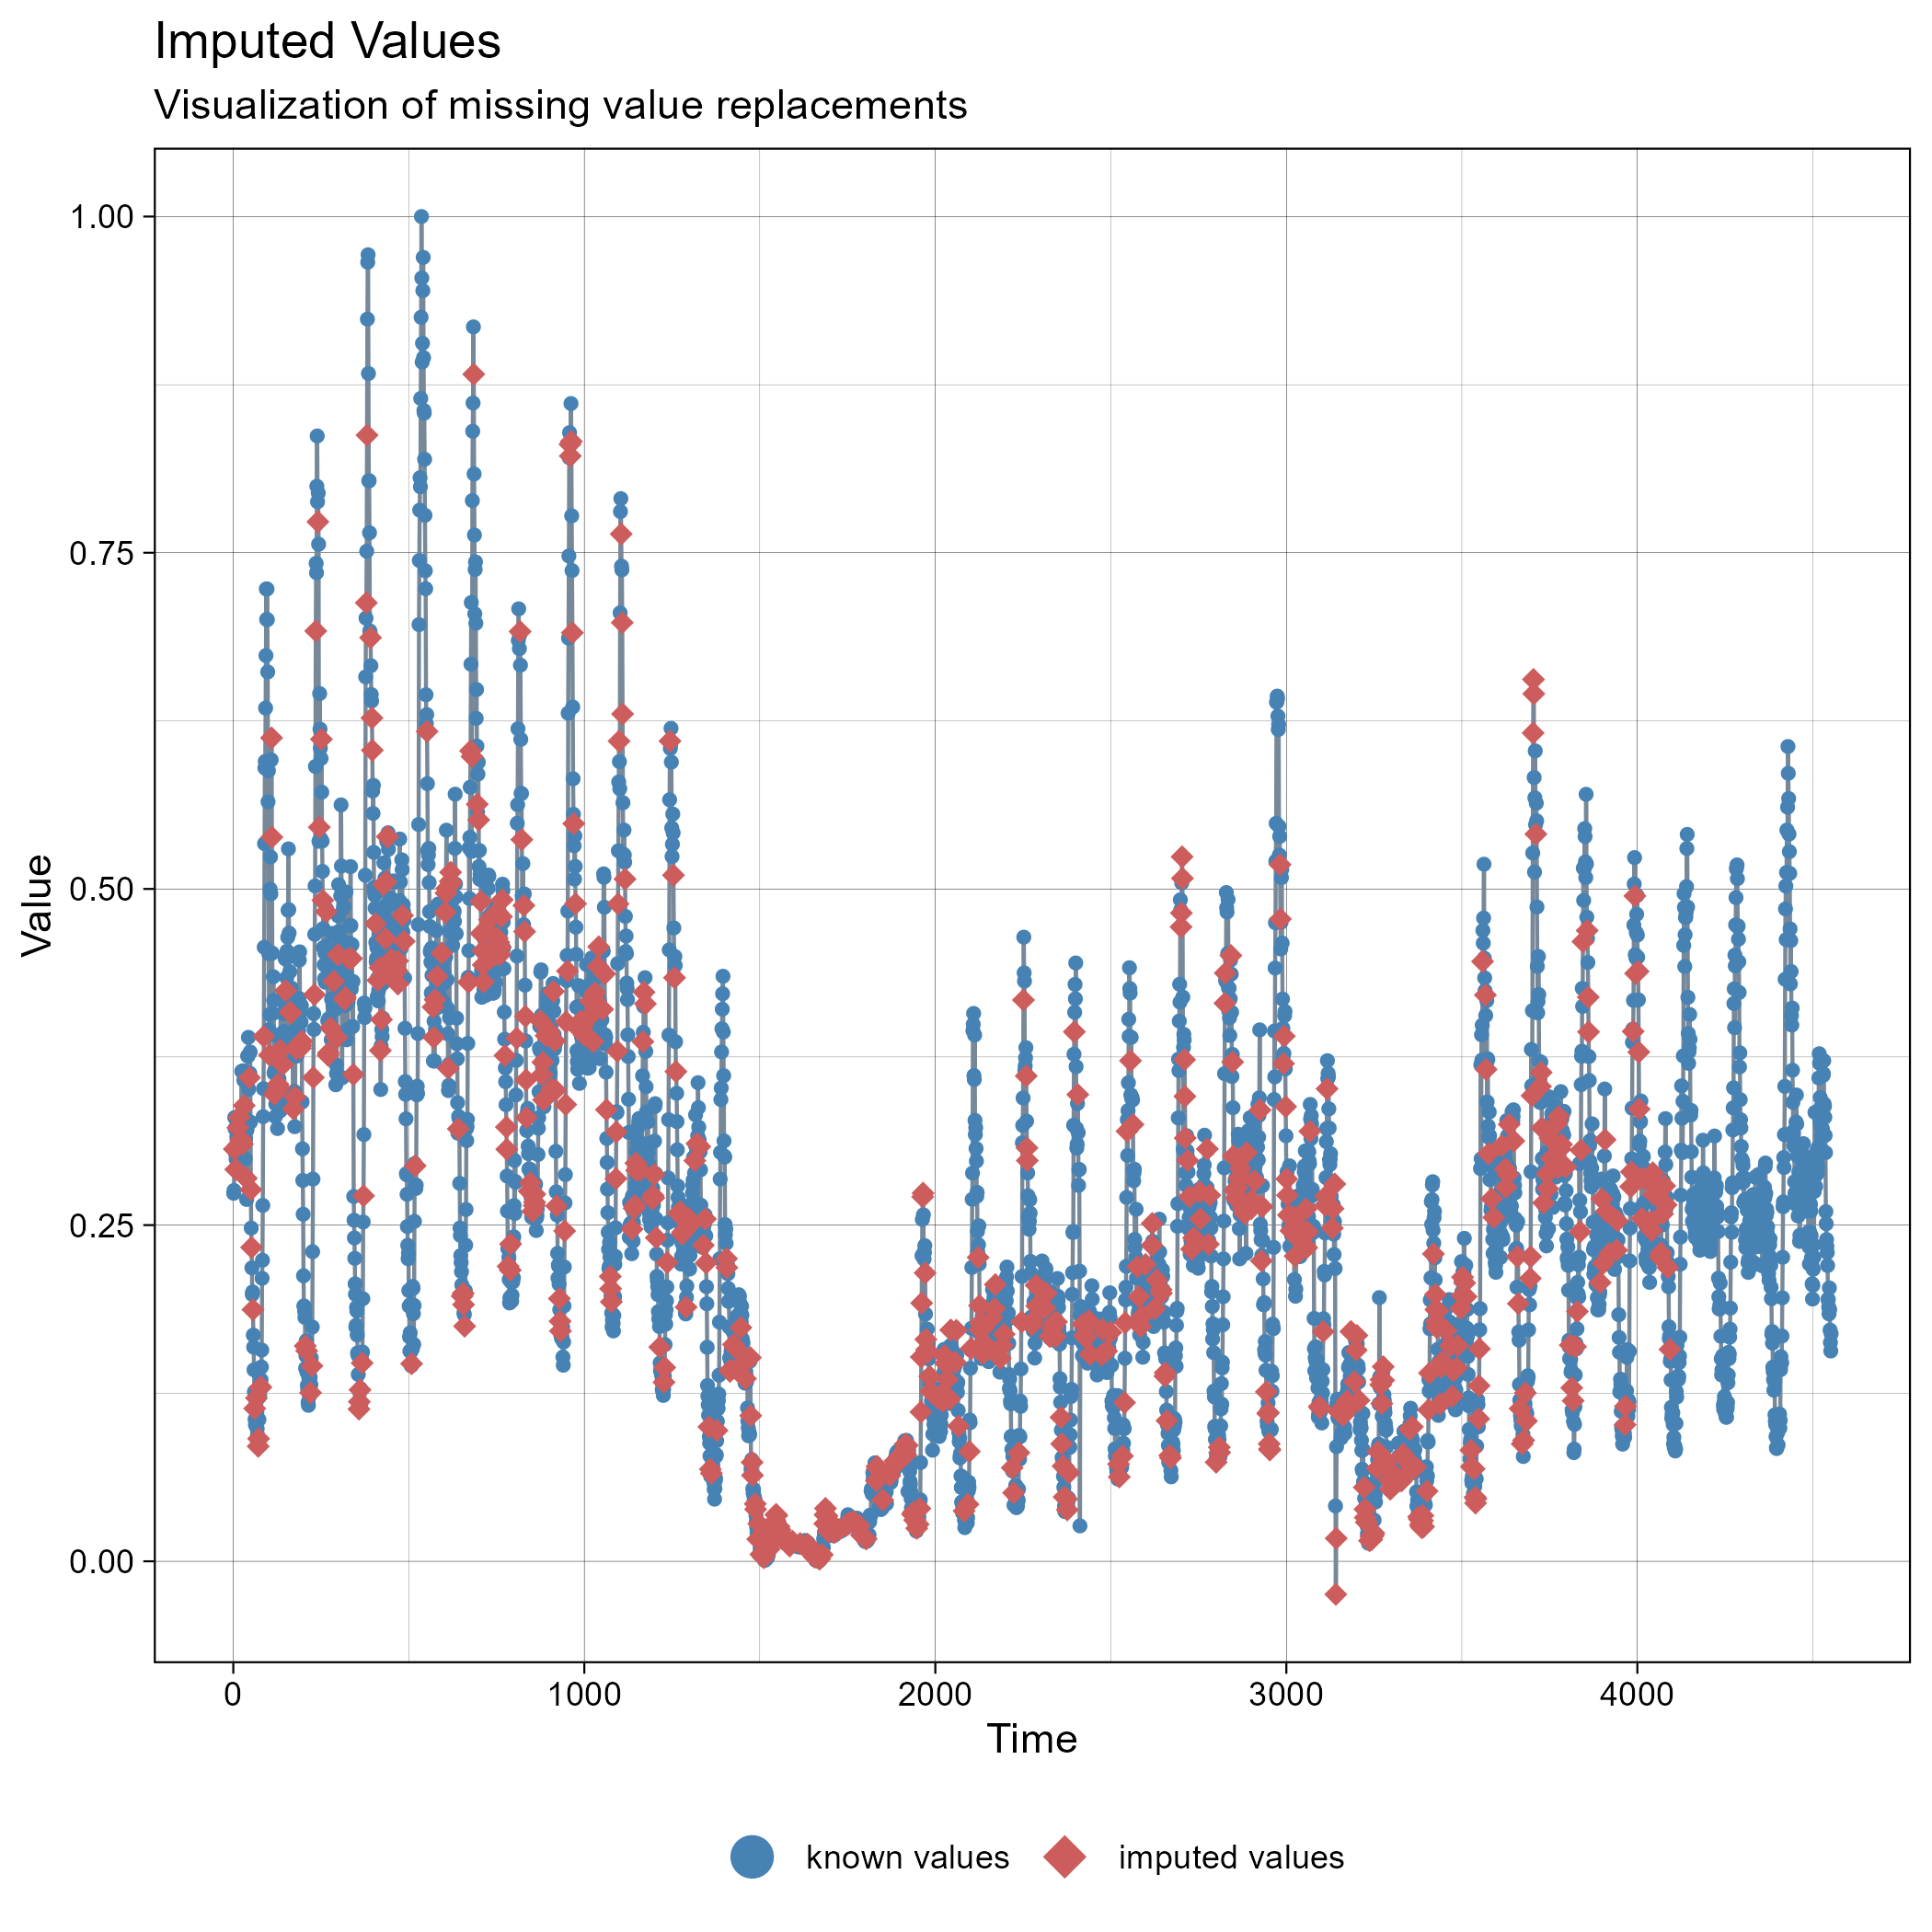 Imputed Values
Visualization of missing value replacements
1.00
0.75
0.50
0.25
0.00
Value
0 1000 2000 3000 4000
Time
known values imputed values